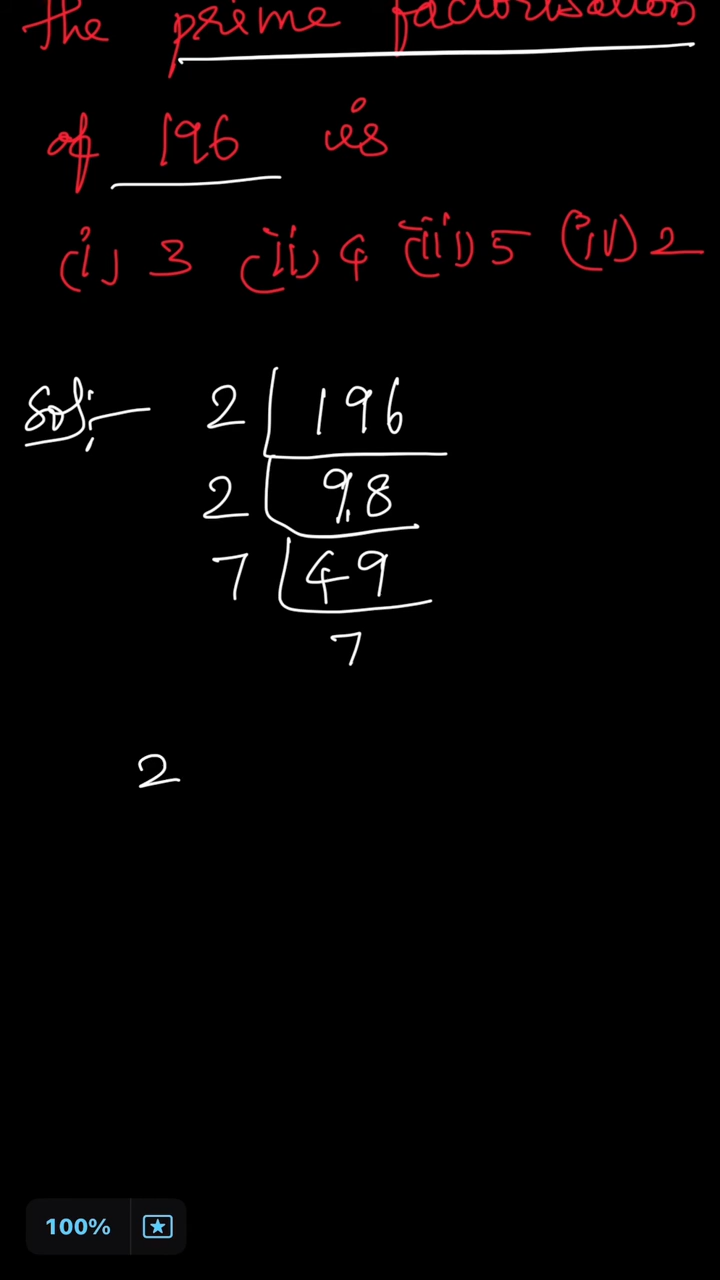 the prime factorisation
of 196 is
(i) 3 (ii) 4 (iii) 5 (iv) 2
Sol:- 2 | 196
2 | 98
7 | 49
7
2
100%